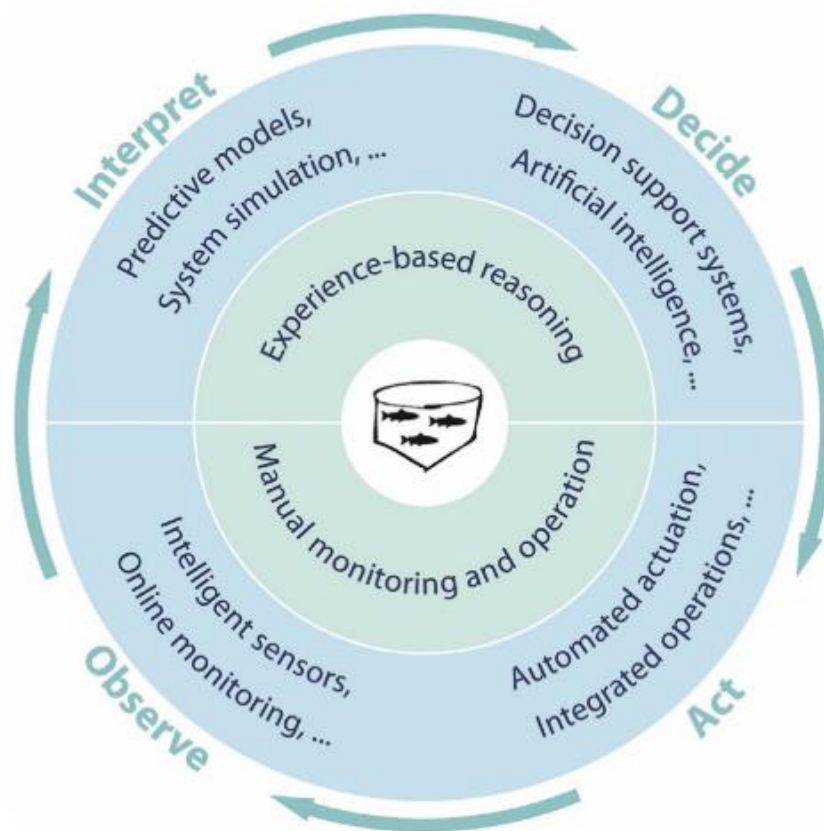 Interpret
Decide
Predictive models,
System simulation, ...
Decision support systems,
Artificial intelligence, ...
Experience-based reasoning
Manual monitoring and operation
Intelligent sensors,
Online monitoring, ...
Automated actuation,
Integrated operations, ...
Observe
Act